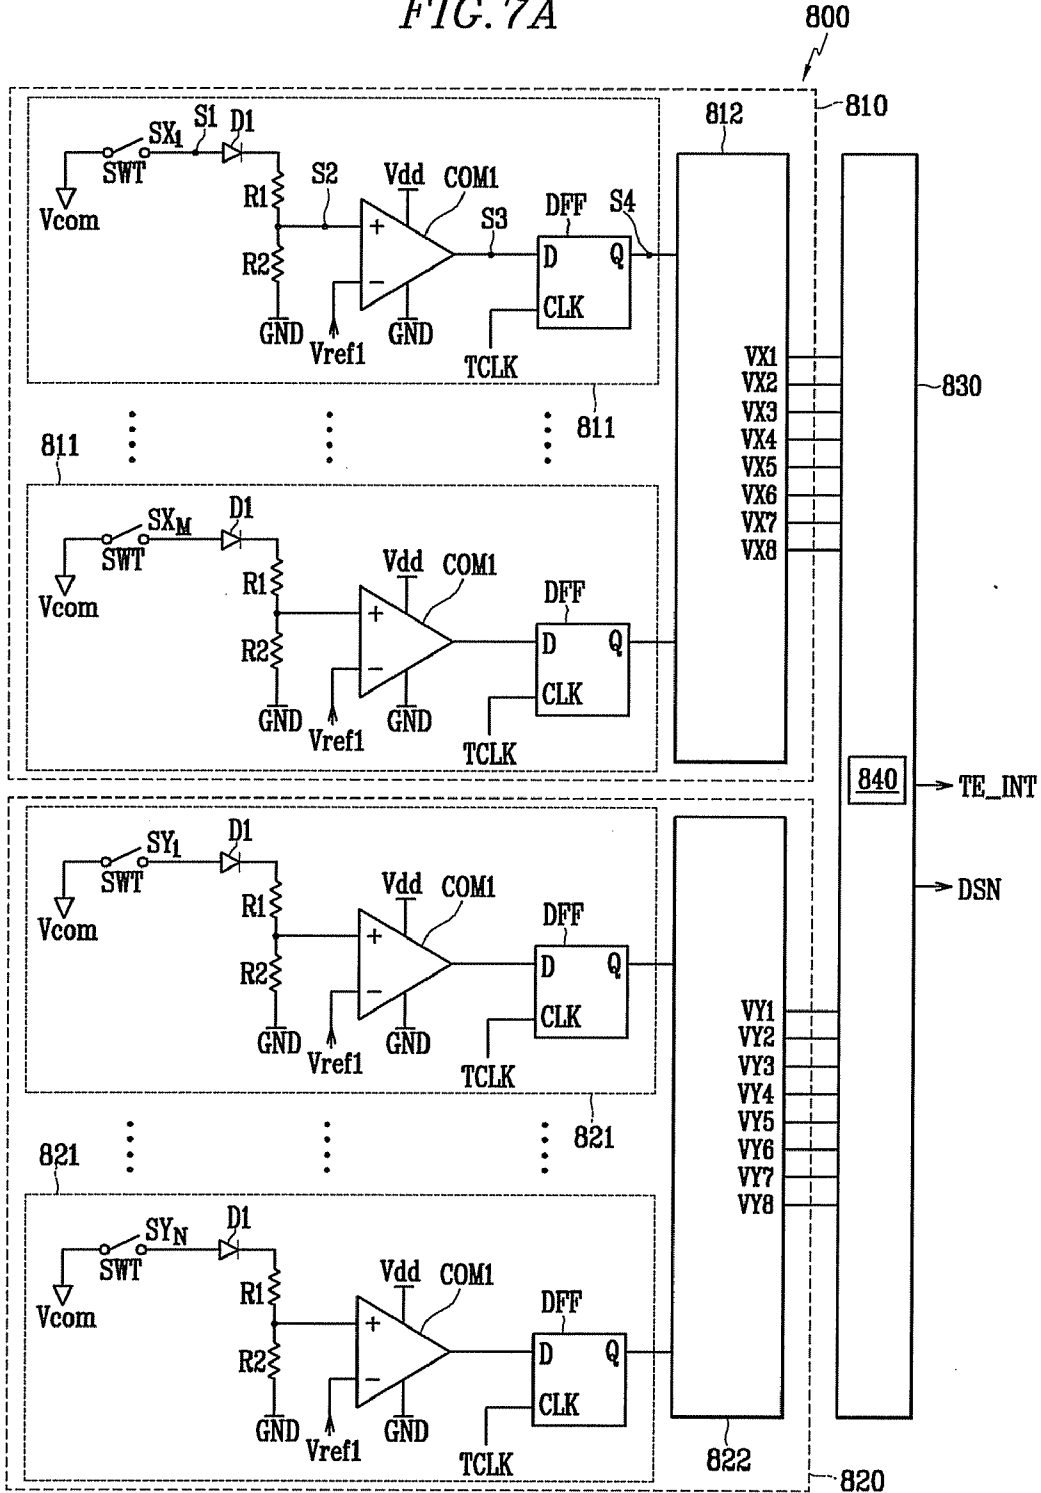 FIG. 7A
800
810
812
SX1
S1
D1
SWT
Vcom
R1
S2
Vdd
COM1
S3
DFF
S4
+
D
Q
R2
−
CLK
GND
Vref1
GND
TCLK
VX1
VX2
VX3
VX4
VX5
VX6
VX7
VX8
830
811
811
SXM
D1
SWT
Vcom
R1
Vdd
COM1
DFF
+
D
Q
R2
−
CLK
GND
Vref1
GND
TCLK
840
TE_INT
DSN
SY1
D1
SWT
Vcom
R1
Vdd
COM1
DFF
+
D
Q
R2
−
CLK
GND
Vref1
GND
TCLK
VY1
VY2
VY3
VY4
VY5
VY6
VY7
VY8
821
821
SYN
D1
SWT
Vcom
R1
Vdd
COM1
DFF
+
D
Q
R2
−
CLK
GND
Vref1
GND
TCLK
822
820